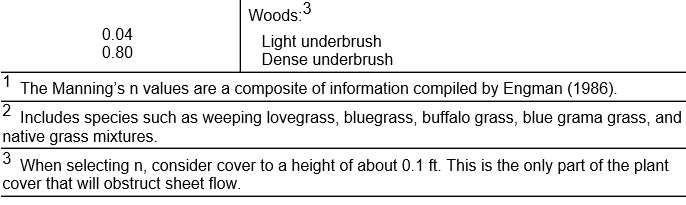 Woods:3
0.04 Light underbrush
0.80 Dense underbrush
1 The Manning's n values are a composite of information compiled by Engman (1986).
2 Includes species such as weeping lovegrass, bluegrass, buffalo grass, blue grama grass, and
native grass mixtures.
3 When selecting n, consider cover to a height of about 0.1 ft. This is the only part of the plant
cover that will obstruct sheet flow.